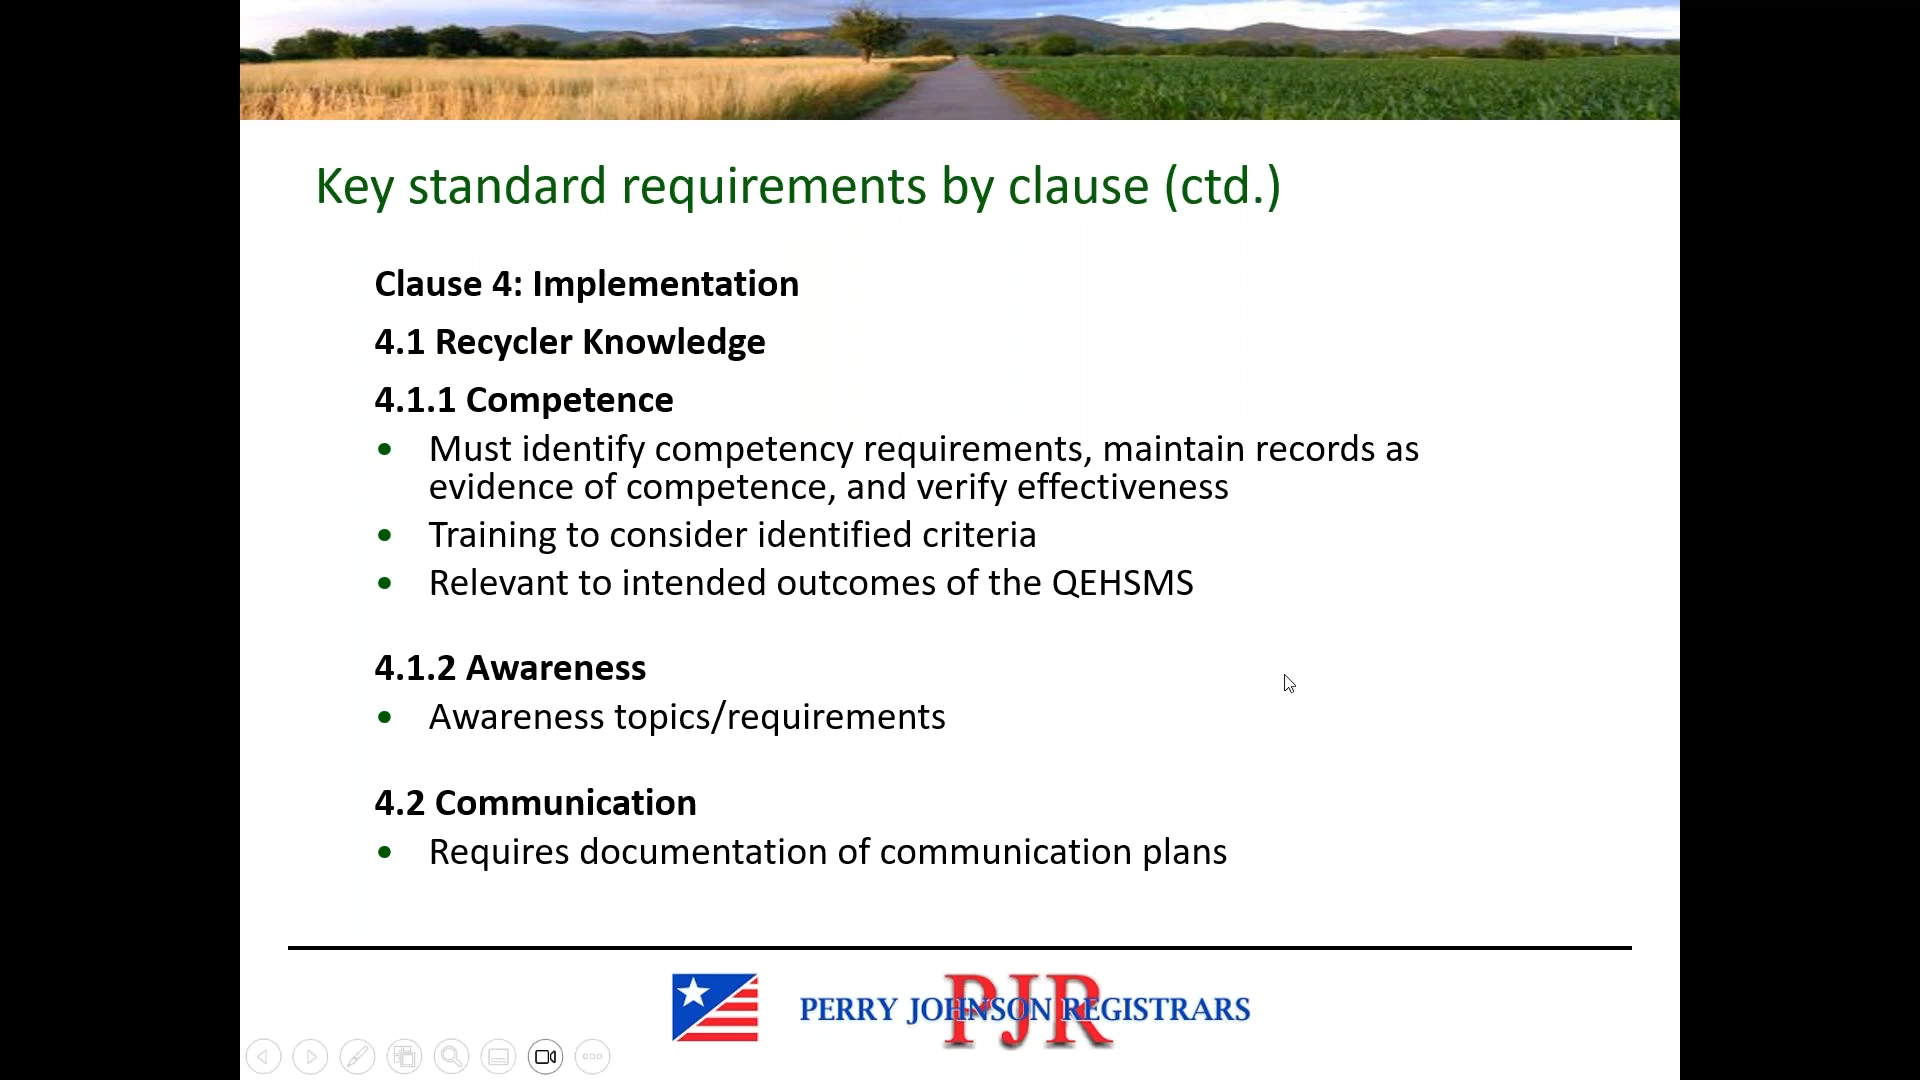 Key standard requirements by clause (ctd.)
Clause 4: Implementation
4.1 Recycler Knowledge
4.1.1 Competence
• Must identify competency requirements, maintain records as
evidence of competence, and verify effectiveness
• Training to consider identified criteria
• Relevant to intended outcomes of the QEHSMS
4.1.2 Awareness
• Awareness topics/requirements
4.2 Communication
• Requires documentation of communication plans
PJR
PERRY JOHNSON REGISTRARS